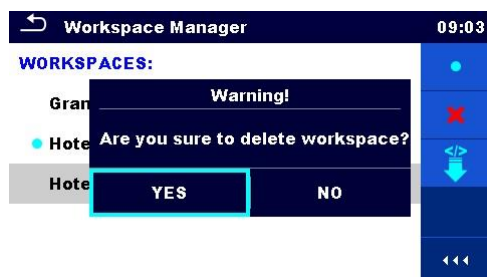 Workspace Manager 09:03
WORKSPACES:
Gran
Warning!
Hote
Are you sure to delete workspace?
Hote
YES NO